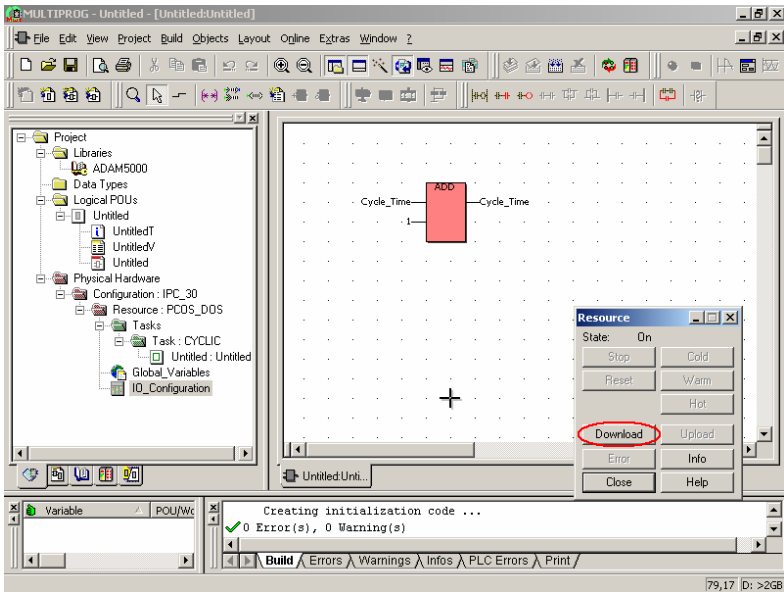 MULTIPROG - Untitled - [Untitled:Untitled]
File Edit View Project Build Objects Layout Online Extras Window ?
Project
Libraries
ADAM5000
Data Types
Logical POUs
Untitled
UntitledT
UntitledV
Untitled
Physical Hardware
Configuration : IPC_30
Resource : PCOS_DOS
Tasks
Task : CYCLIC
Untitled : Untitled
Global_Variables
IO_Configuration
ADD
Cycle_Time
Cycle_Time
1
Untitled:Unti...
Resource
State: On
Stop Cold
Reset Warm
Hot
Download Upload
Error Info
Close Help
Variable POU/Wo
Creating initialization code ...
0 Error(s), 0 Warning(s)
Build Errors Warnings Infos PLC Errors Print
79,17 D: >2GB